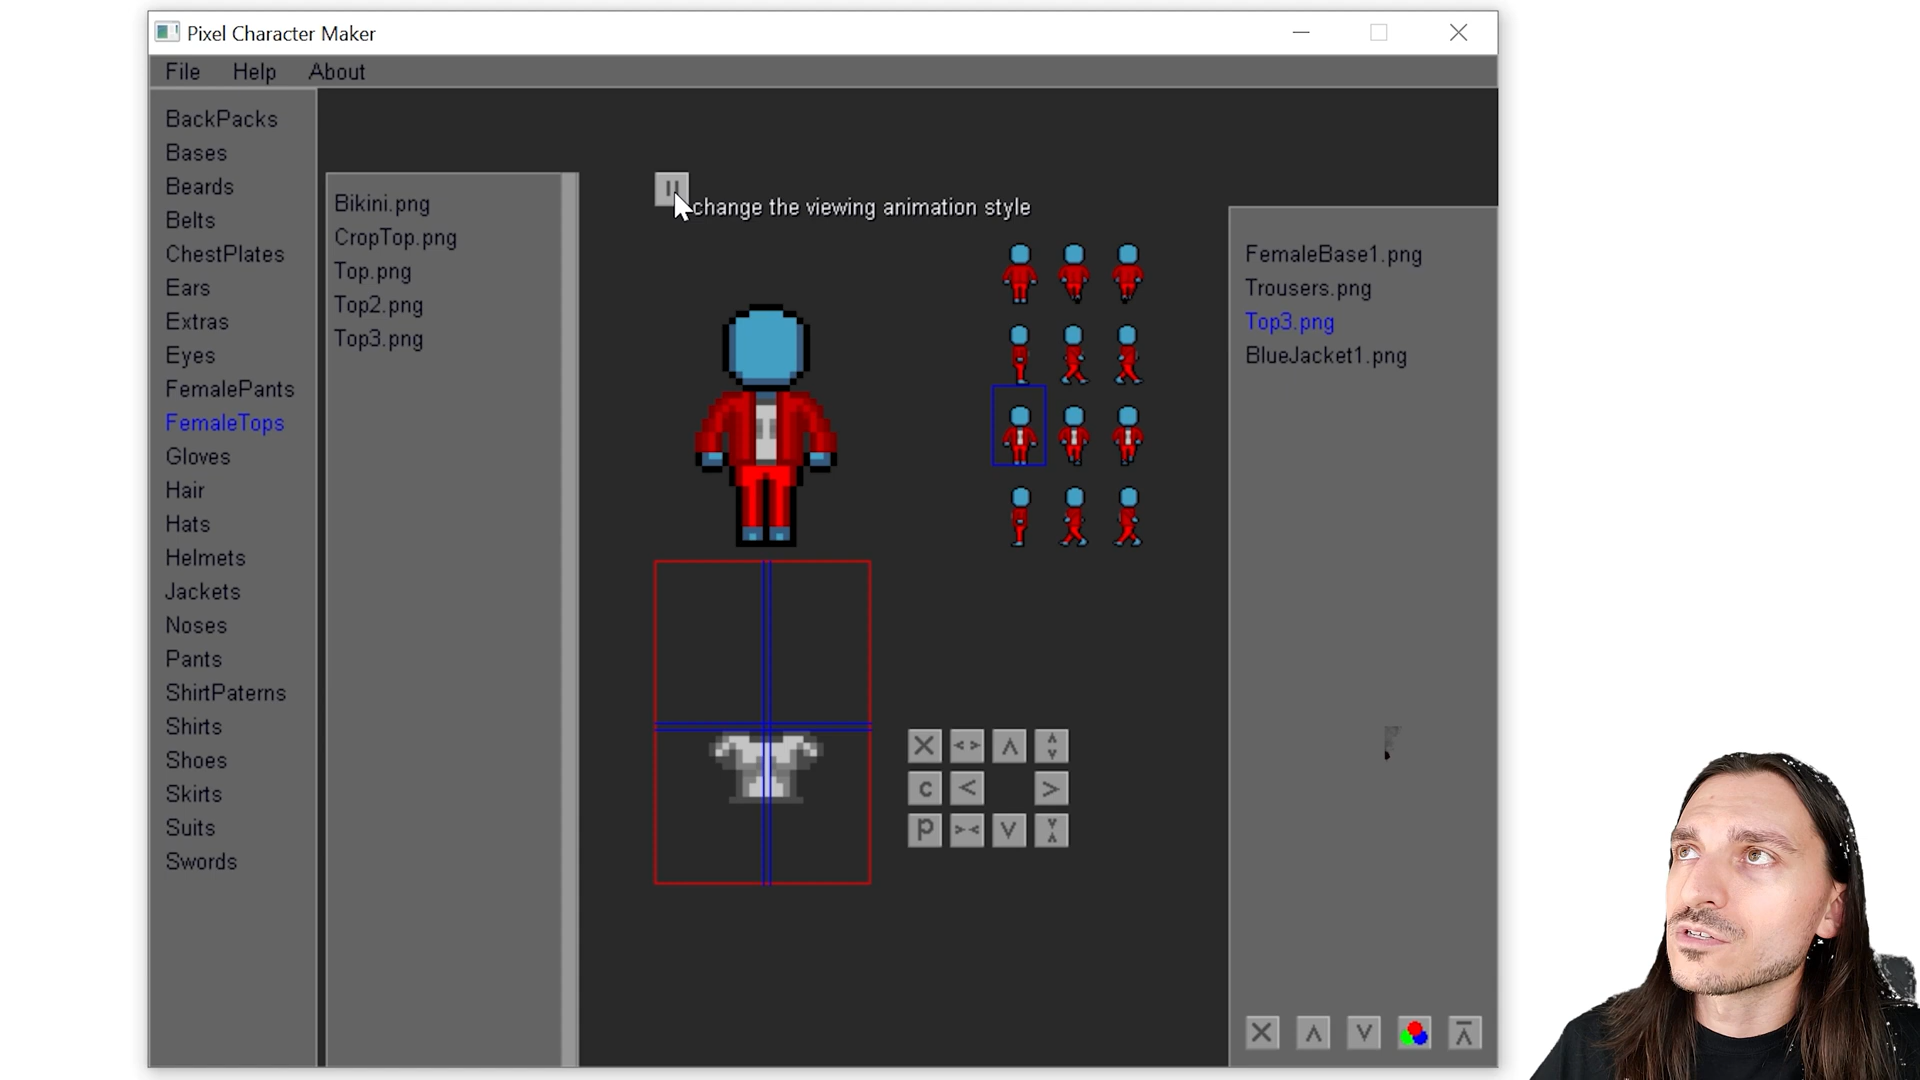 Pixel Character Maker
File Help About
BackPacks
Bases
Beards
Belts
ChestPlates
Ears
Extras
Eyes
FemalePants
FemaleTops
Gloves
Hair
Hats
Helmets
Jackets
Noses
Pants
ShirtPaterns
Shirts
Shoes
Skirts
Suits
Swords
Bikini.png
CropTop.png
Top.png
Top2.png
Top3.png
change the viewing animation style
c
p
FemaleBase1.png
Trousers.png
Top3.png
BlueJacket1.png